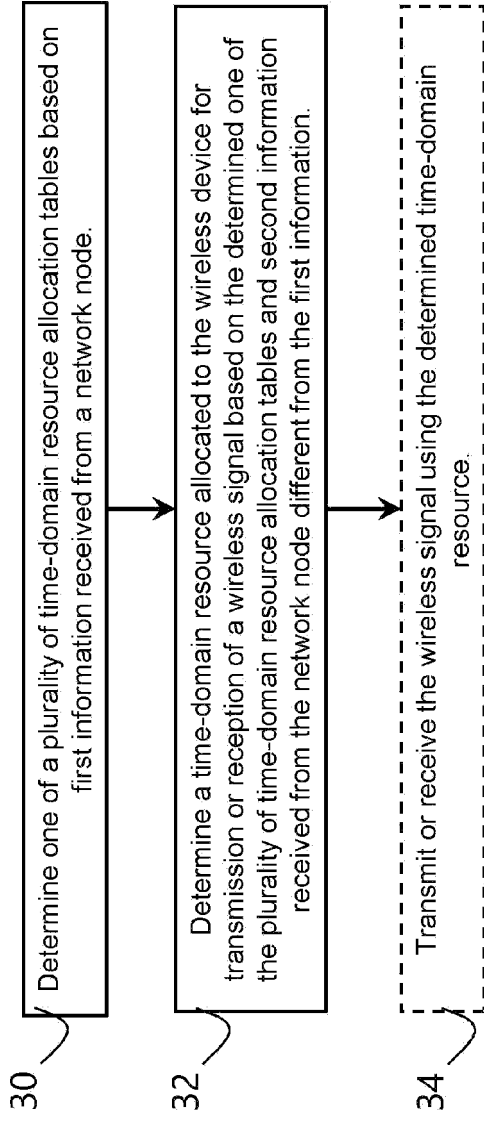 30
Determine one of a plurality of time-domain resource allocation tables based on
first information received from a network node.
32
Determine a time-domain resource allocated to the wireless device for
transmission or reception of a wireless signal based on the determined one of
the plurality of time-domain resource allocation tables and second information
received from the network node different from the first information.
34
Transmit or receive the wireless signal using the determined time-domain
resource.